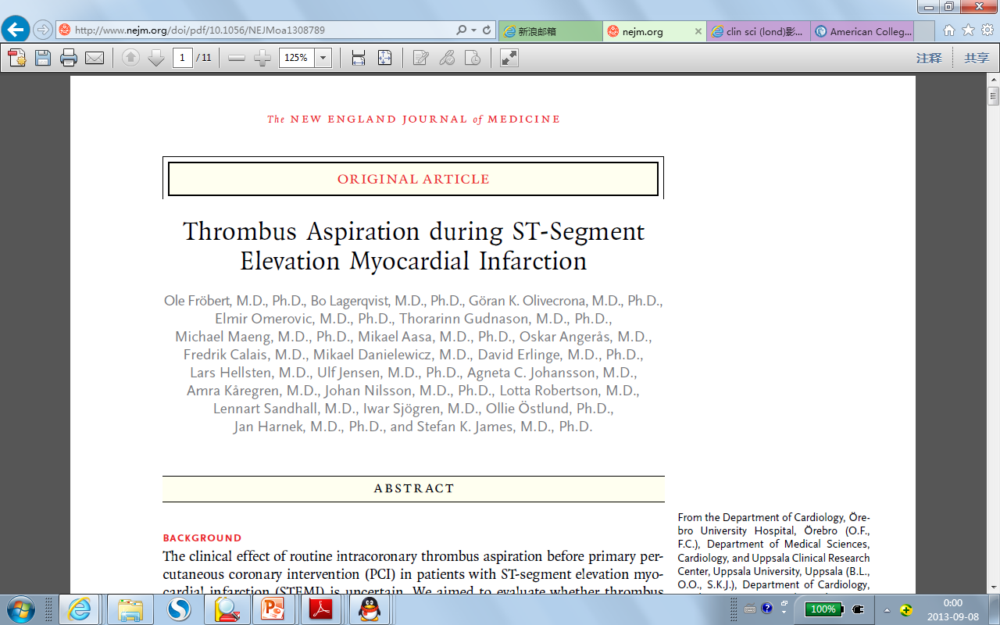 http://www.nejm.org/doi/pdf/10.1056/NEJMoa1308789
新浪邮箱
nejm.org
clin sci (lond)影...
American Colleg...
1 / 11
125%
注释
共享
The NEW ENGLAND JOURNAL of MEDICINE
ORIGINAL ARTICLE
Thrombus Aspiration during ST-Segment
Elevation Myocardial Infarction
Ole Fröbert, M.D., Ph.D., Bo Lagerqvist, M.D., Ph.D., Göran K. Olivecrona, M.D., Ph.D.,
Elmir Omerovic, M.D., Ph.D., Thorarinn Gudnason, M.D., Ph.D.,
Michael Maeng, M.D., Ph.D., Mikael Aasa, M.D., Ph.D., Oskar Angerås, M.D.,
Fredrik Calais, M.D., Mikael Danielewicz, M.D., David Erlinge, M.D., Ph.D.,
Lars Hellsten, M.D., Ulf Jensen, M.D., Ph.D., Agneta C. Johansson, M.D.,
Amra Kåregren, M.D., Johan Nilsson, M.D., Ph.D., Lotta Robertson, M.D.,
Lennart Sandhall, M.D., Iwar Sjögren, M.D., Ollie Östlund, Ph.D.,
Jan Harnek, M.D., Ph.D., and Stefan K. James, M.D., Ph.D.
ABSTRACT
BACKGROUND
The clinical effect of routine intracoronary thrombus aspiration before primary per-
cutaneous coronary intervention (PCI) in patients with ST-segment elevation myo-
cardial infarction (STEMI) is uncertain. We aimed to evaluate whether thrombus
From the Department of Cardiology, Öre-
bro University Hospital, Örebro (O.F.,
F.C.), Department of Medical Sciences,
Cardiology, and Uppsala Clinical Research
Center, Uppsala University, Uppsala (B.L.,
O.O., S.K.J.), Department of Cardiology,
100%
0:00
2013-09-08